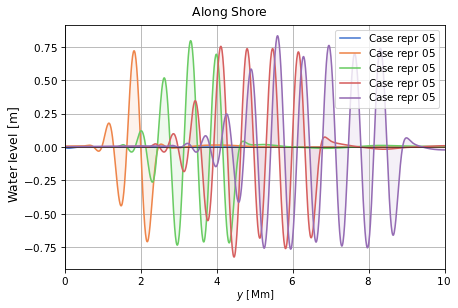 Along Shore
Water level [m]
0.75
0.50
0.25
0.00
−0.25
−0.50
−0.75
Case repr 05
Case repr 05
Case repr 05
Case repr 05
Case repr 05
0 2 4 6 8 10
y [Mm]